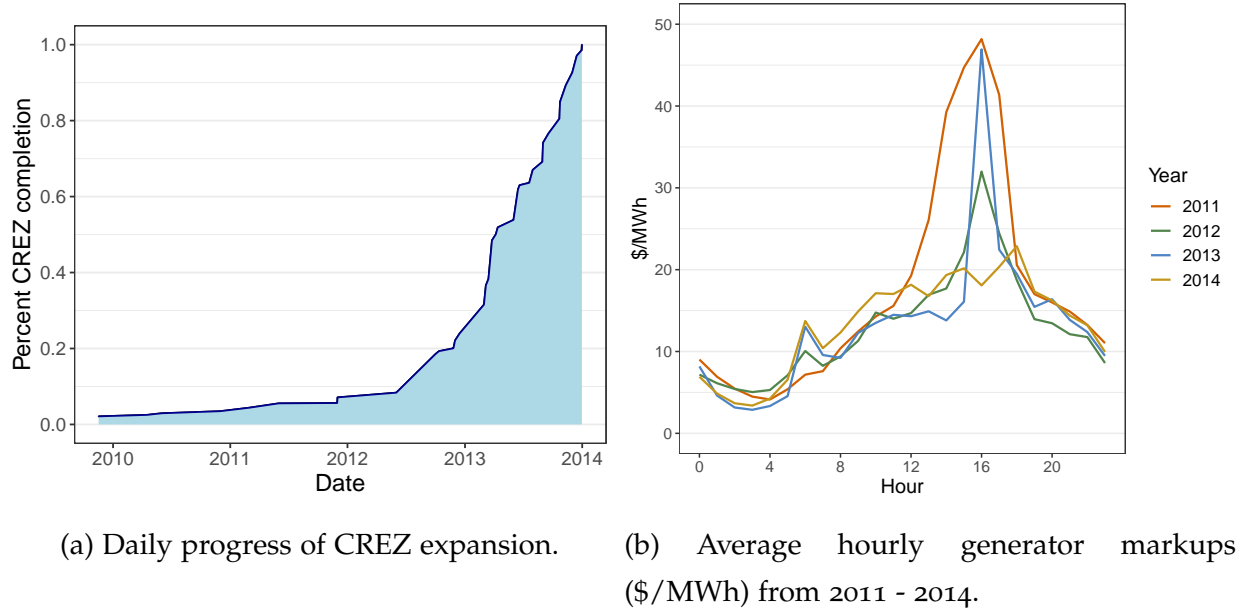 Percent CREZ completion
1.0
0.8
0.6
0.4
0.2
0.0
2010 2011 2012 2013 2014
Date
$/MWh
50
40
30
20
10
0
0 4 8 12 16 20
Hour
Year
2011
2012
2013
2014
(a) Daily progress of CREZ expansion.
(b) Average hourly generator markups
($/MWh) from 2011 - 2014.